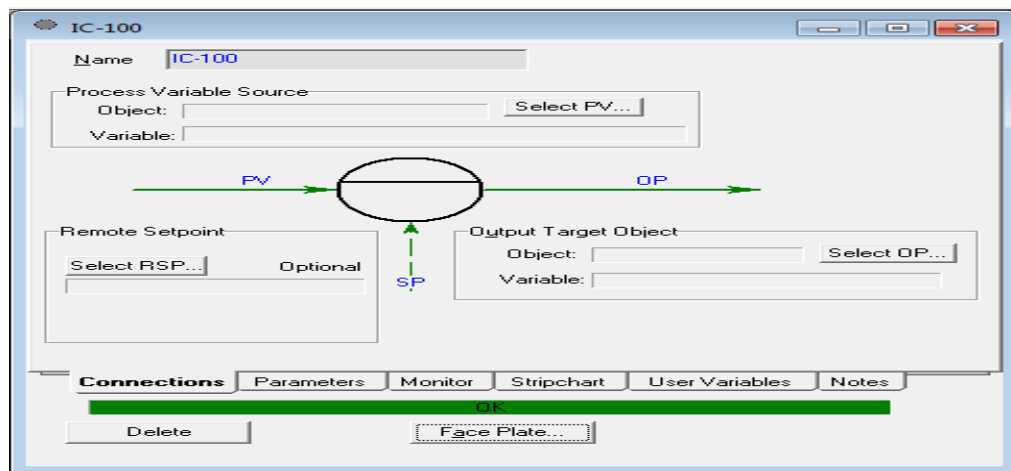 IC-100
Name IC-100
Process Variable Source
Object: Select PV...
Variable:
PV OP
Remote Setpoint
Select RSP... Optional
SP
Output Target Object
Object: Select OP...
Variable:
Connections Parameters Monitor Stripchart User Variables Notes
OK
Delete Face Plate...